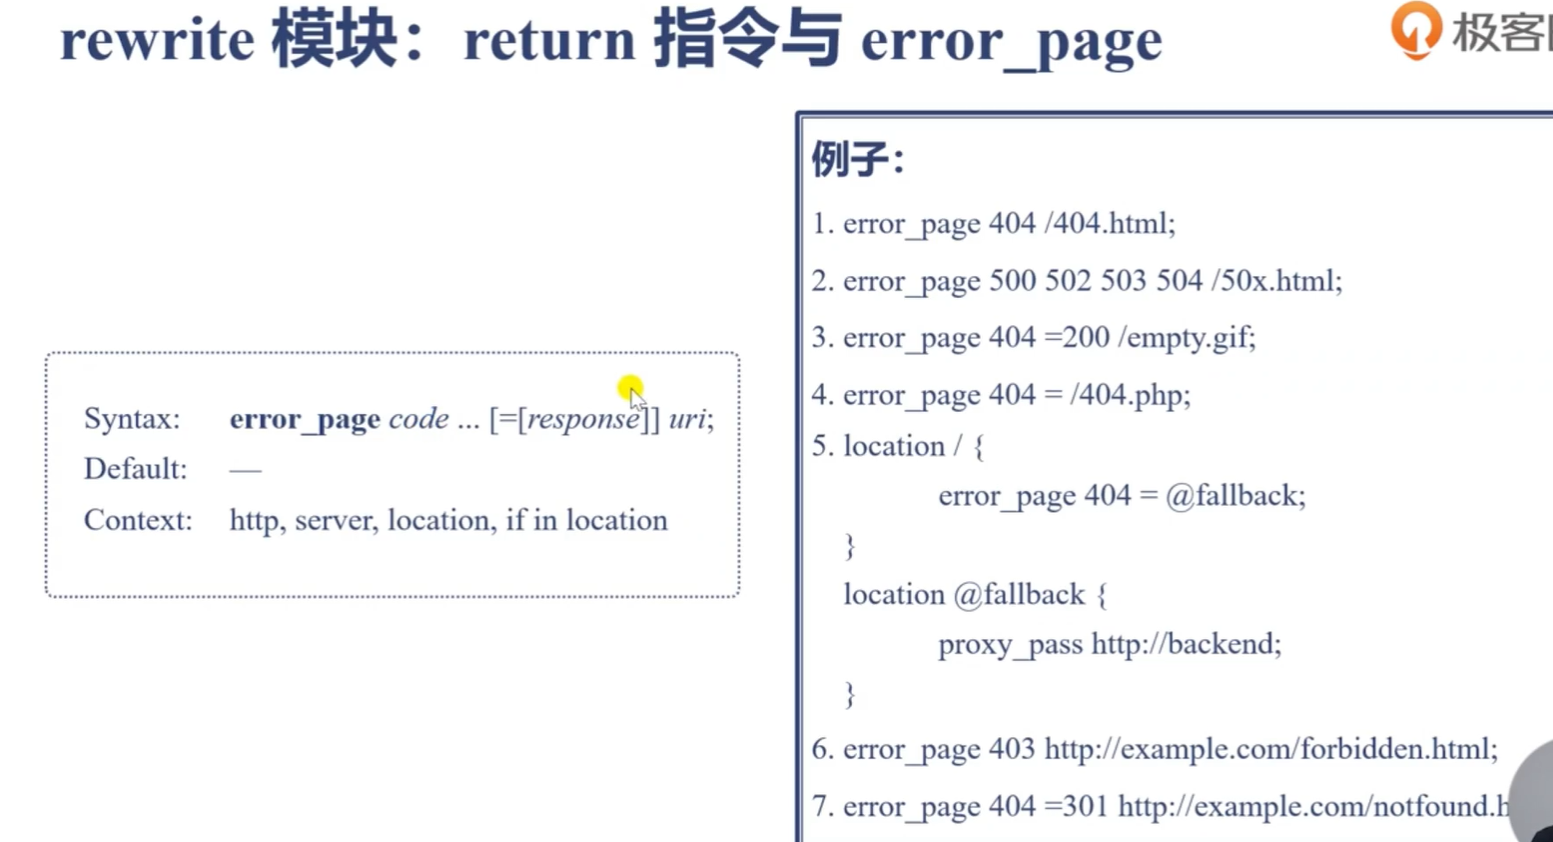 rewrite 模块：return 指令与 error_page
极客
Syntax: error_page code ... [=[response]] uri;
Default: —
Context: http, server, location, if in location
例子：
1. error_page 404 /404.html;
2. error_page 500 502 503 504 /50x.html;
3. error_page 404 =200 /empty.gif;
4. error_page 404 = /404.php;
5. location / {
error_page 404 = @fallback;
}
location @fallback {
proxy_pass http://backend;
}
6. error_page 403 http://example.com/forbidden.html;
7. error_page 404 =301 http://example.com/notfound.h